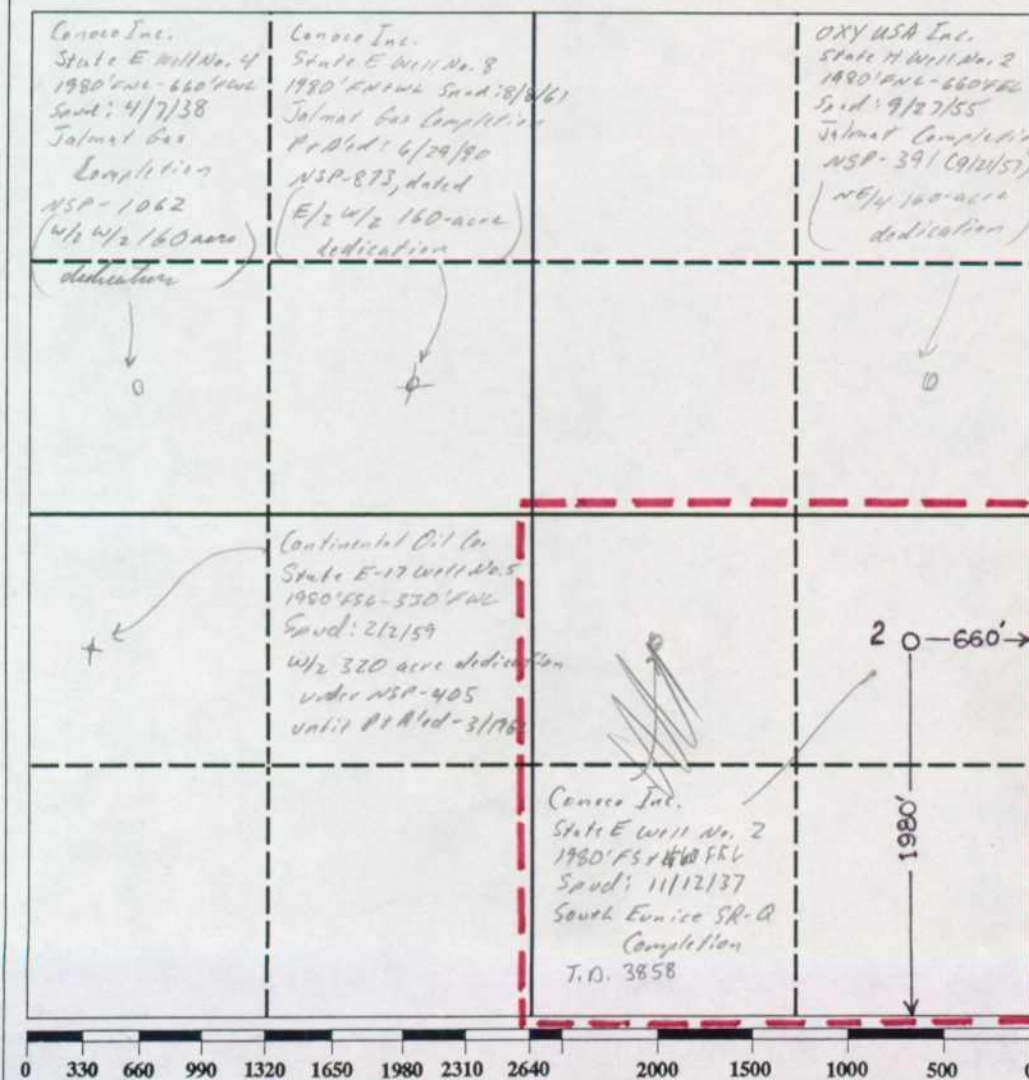 Conoco Inc.
State E Well No. 4
1980'FNL-660'FWL
Spud: 4/7/38
Jalmat Gas
Completion
NSP-1062
(W/2 W/2 160 acre
dedication)
Conoco Inc.
State E Well No. 8
1980'FN+WL Spud: 8/8/61
Jalmat Gas Completion
P+A'ed: 6/29/90
NSP-873, dated
(E/2 W/2 160-acre
dedication)
OXY USA Inc.
State H Well No. 2
1980'FNL-660'FEL
Spud: 9/27/55
Jalmat Completion
NSP-391 (9/21/57)
(NE/4 160-acre
dedication)
Continental Oil Co.
State E-17 Well No. 5
1980'FSL-330'FWL
Spud: 2/2/59
W/2 320 acre dedication
under NSP-405
until P+A'ed-3/196
2
660'
1980'
Conoco Inc.
State E Well No. 2
1980'FS+660 FEL
Spud: 11/12/37
South Eunice SR-Q
Completion
T.D. 3858
0 330 660 990 1320 1650 1980 2310 2640 2000 1500 1000 500 0